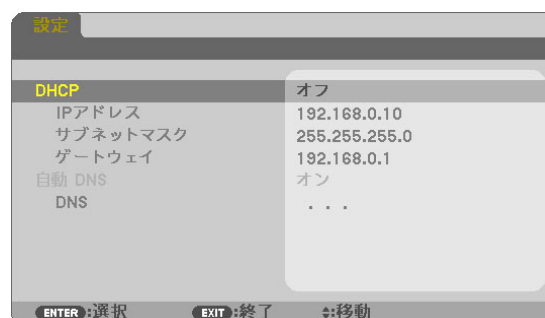 設定
DHCP オフ
IPアドレス 192.168.0.10
サブネットマスク 255.255.255.0
ゲートウェイ 192.168.0.1
自動 DNS オン
DNS . . .
ENTER:選択 EXIT:終了 :移動